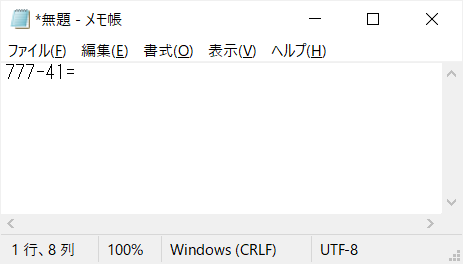 *無題 - メモ帳
ファイル(F) 編集(E) 書式(O) 表示(V) ヘルプ(H)
777-41=
1 行、8 列 100% Windows (CRLF) UTF-8